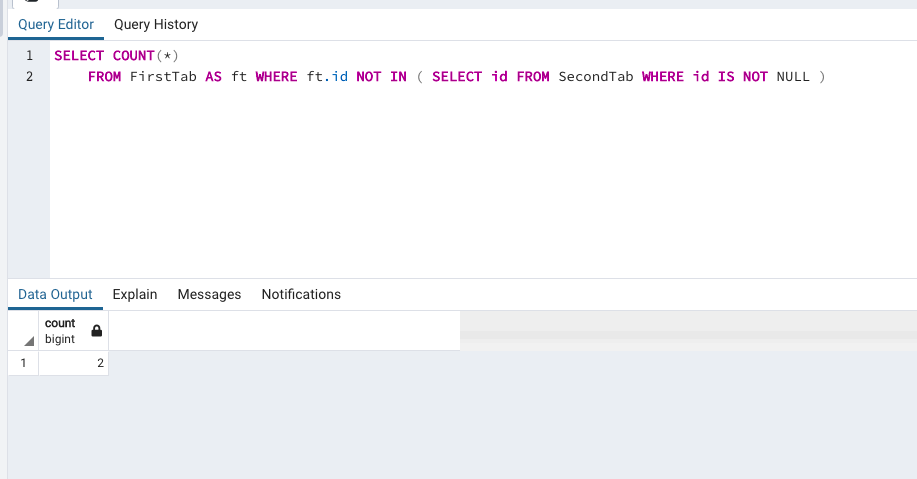 Query Editor Query History
1 SELECT COUNT(*)
2 FROM FirstTab AS ft WHERE ft.id NOT IN ( SELECT id FROM SecondTab WHERE id IS NOT NULL )
Data Output Explain Messages Notifications
count
bigint
1 2